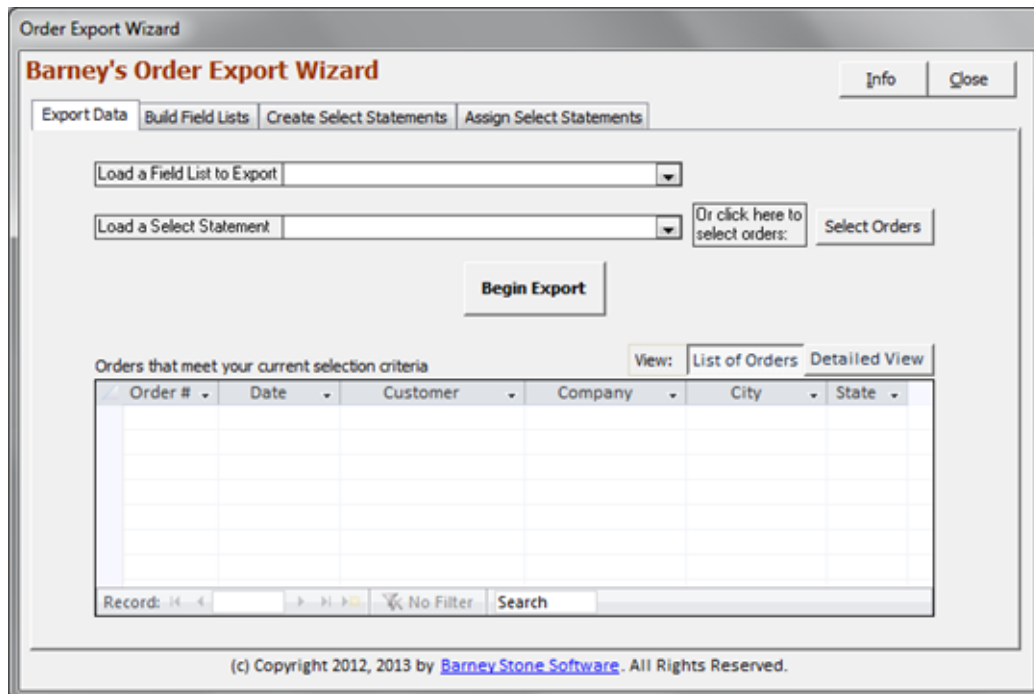 Order Export Wizard
Barney's Order Export Wizard
Info Close
Export Data Build Field Lists Create Select Statements Assign Select Statements
Load a Field List to Export
Load a Select Statement
Or click here to
select orders:
Select Orders
Begin Export
Orders that meet your current selection criteria
View: List of Orders Detailed View
Order # Date Customer Company City State
Record: No Filter Search
(c) Copyright 2012, 2013 by Barney Stone Software. All Rights Reserved.